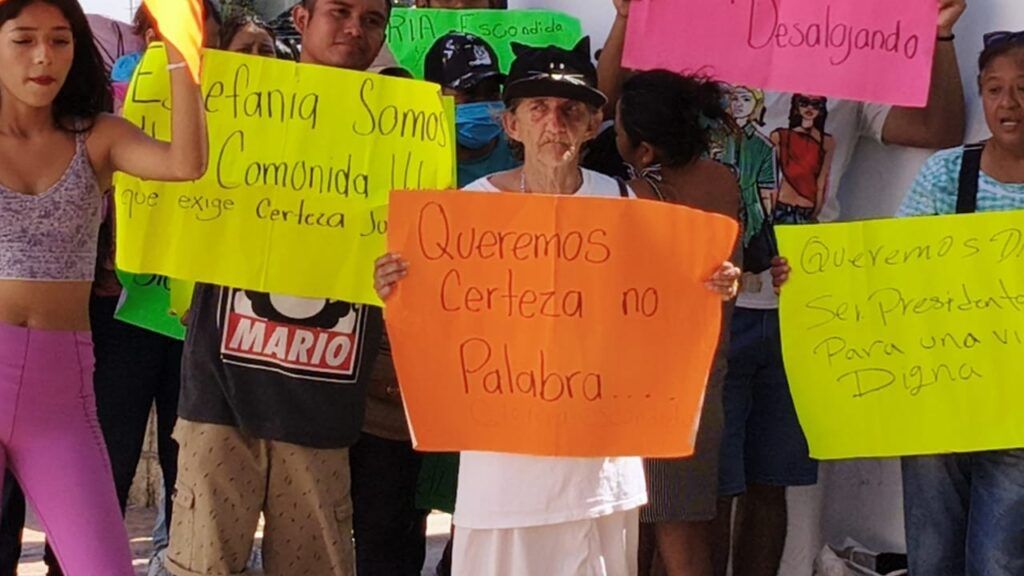 RIA Escondida
Desalojando
Estefania Somos
Comonida !!!
que exige Certeza Ju
MARIO
Queremos
Certeza no
Palabra....
Queremos
Ser Presidente
Para una vi
Digna